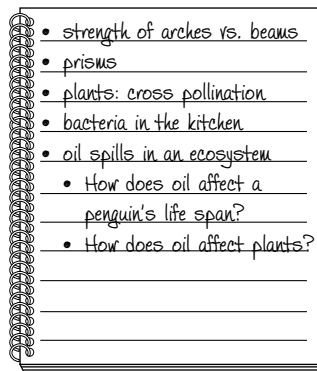 • strength of arches vs. beams
• prisms
• plants: cross pollination
• bacteria in the kitchen
• oil spills in an ecosystem
• How does oil affect a
penguin's life span?
• How does oil affect plants?